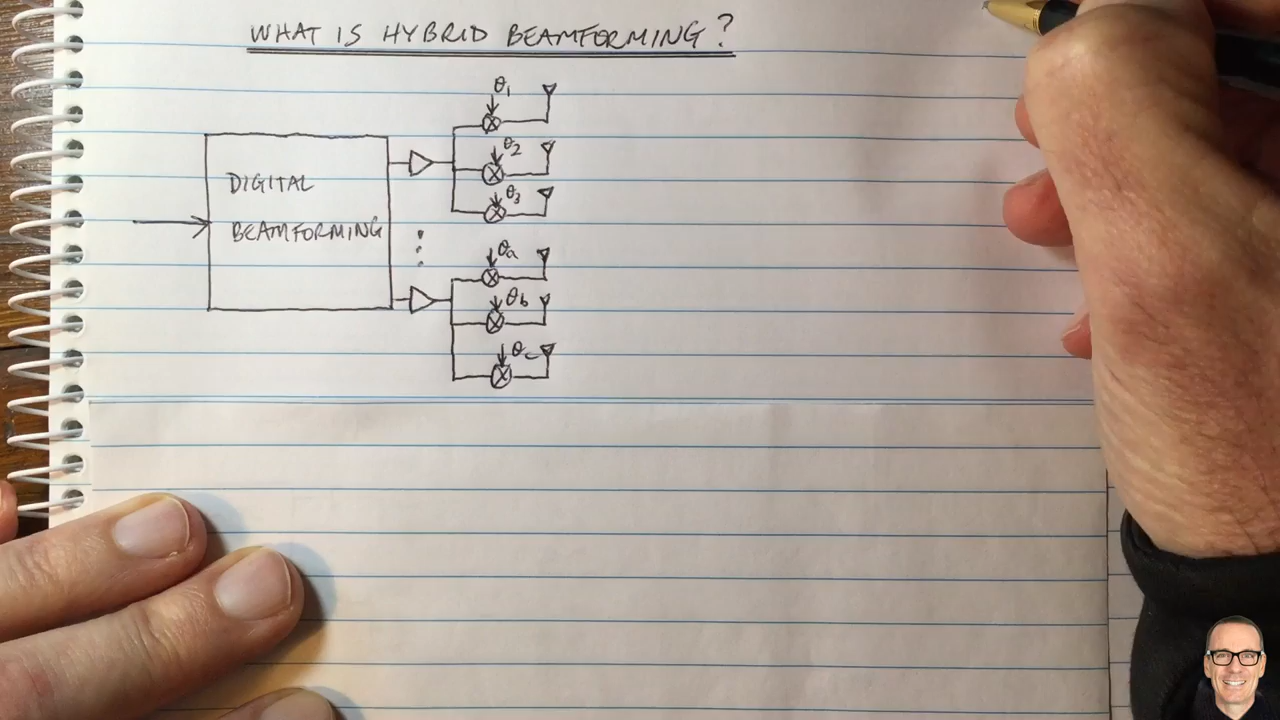 WHAT IS HYBRID BEAMFORMING?
θ1
θ2
θ3
DIGITAL
BEAMFORMING
θa
θb
θc